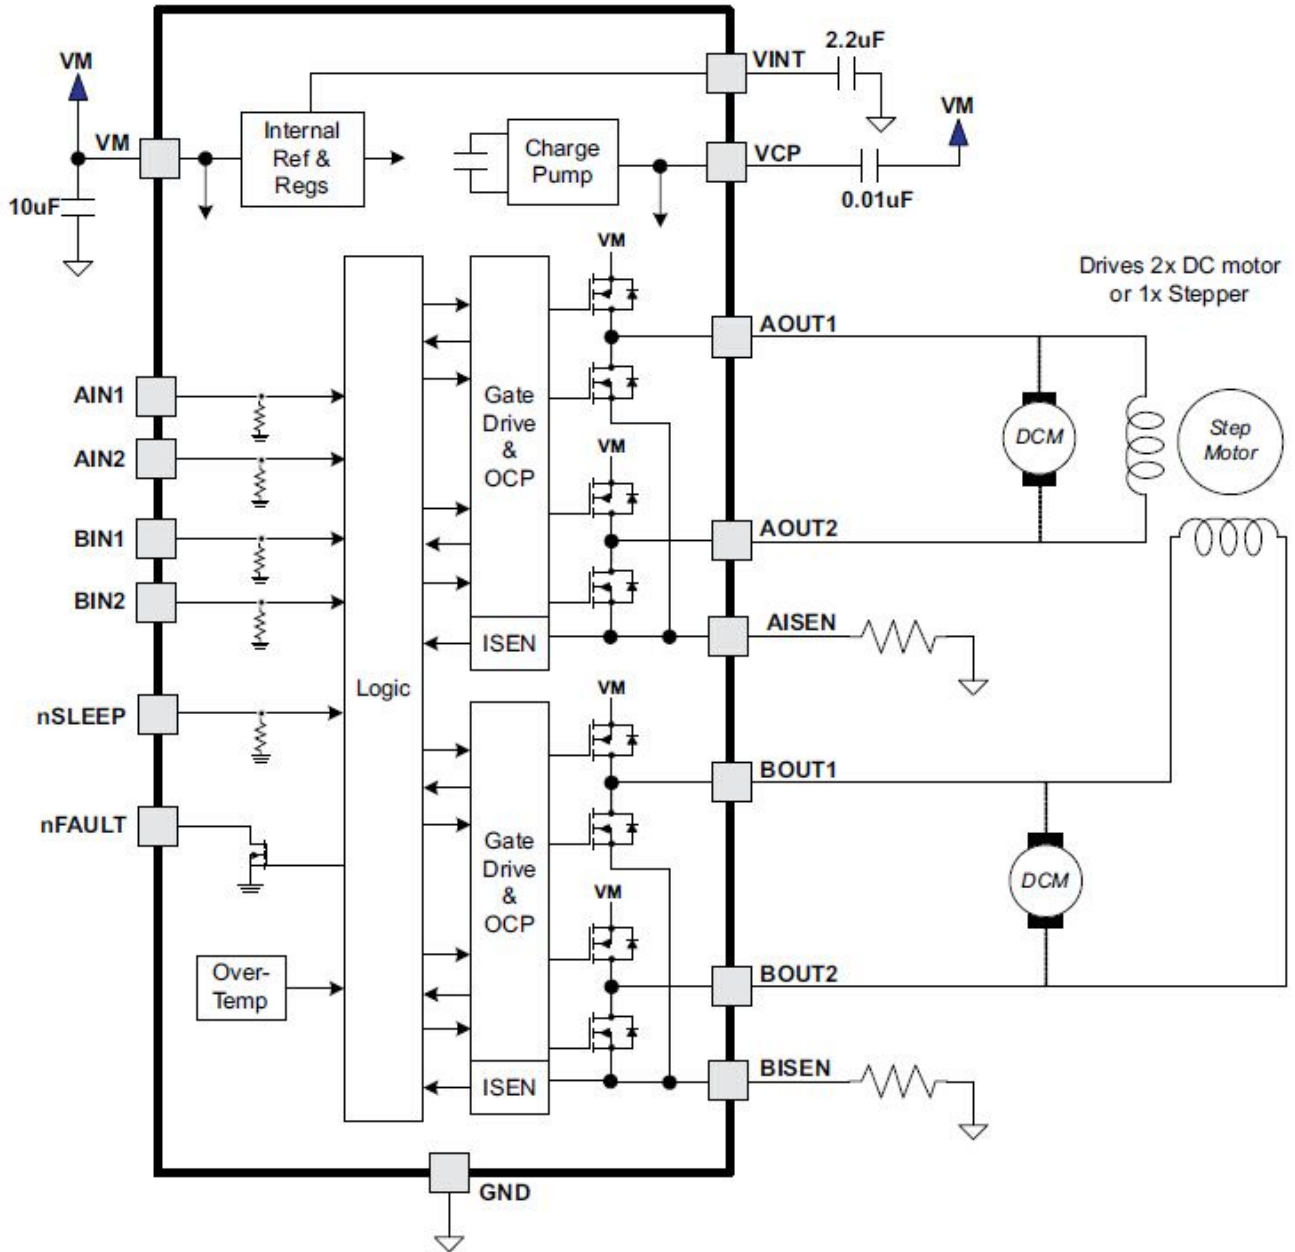 2.2uF
VINT
VM
VM
VM
Internal
Ref &
Regs
Charge
Pump
VCP
10uF
0.01uF
VM
Drives 2x DC motor
or 1x Stepper
AOUT1
AIN1
Gate
Drive
&
OCP
DCM
Step
Motor
AIN2
VM
BIN1
AOUT2
BIN2
ISEN
AISEN
Logic
VM
nSLEEP
BOUT1
nFAULT
Gate
Drive
&
OCP
DCM
VM
Over-
Temp
BOUT2
ISEN
BISEN
GND